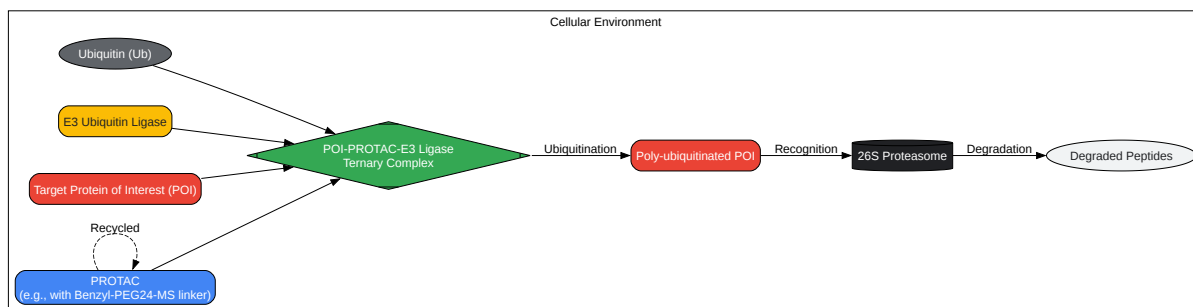 Cellular Environment
Ubiquitin (Ub)
E3 Ubiquitin Ligase
Target Protein of Interest (POI)
Recycled
PROTAC
(e.g., with Benzyl-PEG24-MS linker)
POI-PROTAC-E3 Ligase
Ternary Complex
Ubiquitination
Poly-ubiquitinated POI
Recognition
26S Proteasome
Degradation
Degraded Peptides